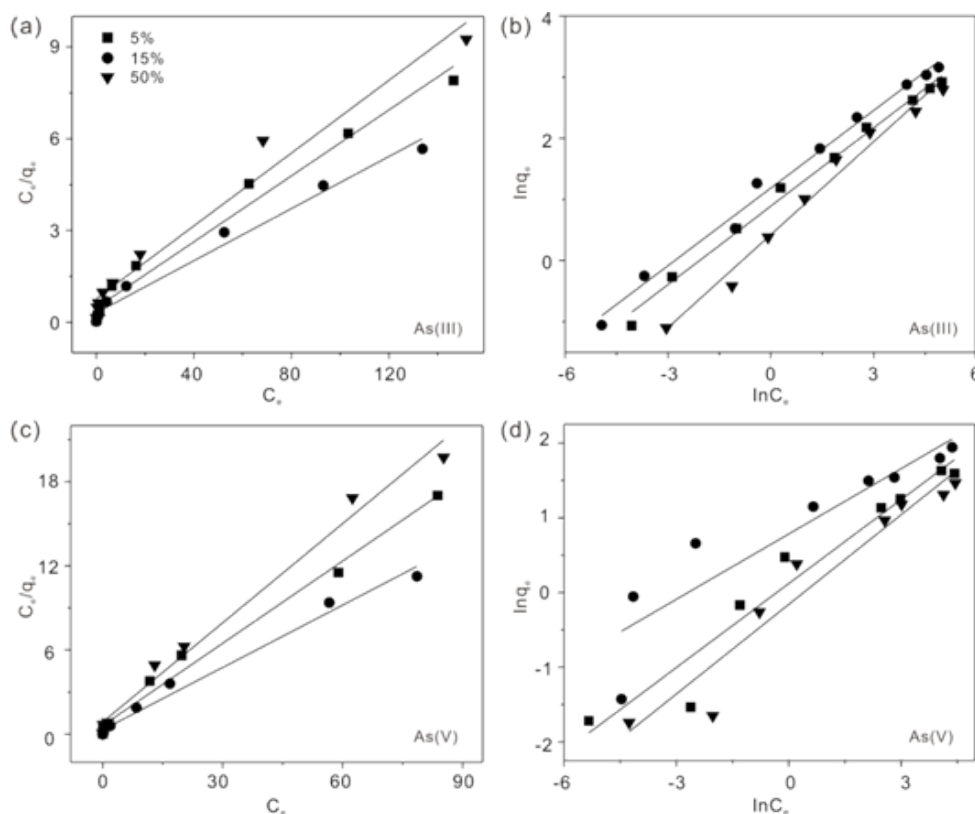 (a)
5%
15%
50%
9
6
3
0
Cₑ/qₑ
0 40 80 120
Cₑ
As(III)
(b)
2
0
lnqₑ
-6 -3 0 3 6
lnCₑ
As(III)
(c)
18
12
6
0
Cₑ/qₑ
0 30 60 90
Cₑ
As(V)
(d)
2
1
0
-1
-2
lnqₑ
-6 -3 0 3
lnCₑ
As(V)